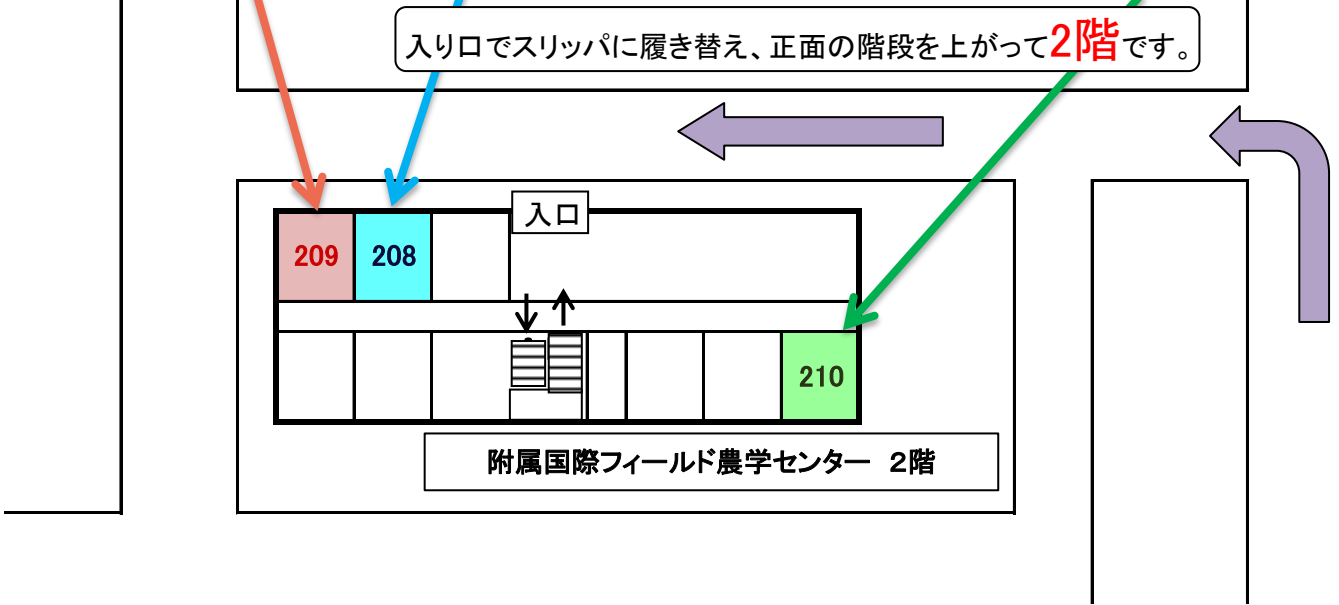 入り口でスリッパに履き替え、正面の階段を上がって2階です。
入口
209 208
210
附属国際フィールド農学センター　２階